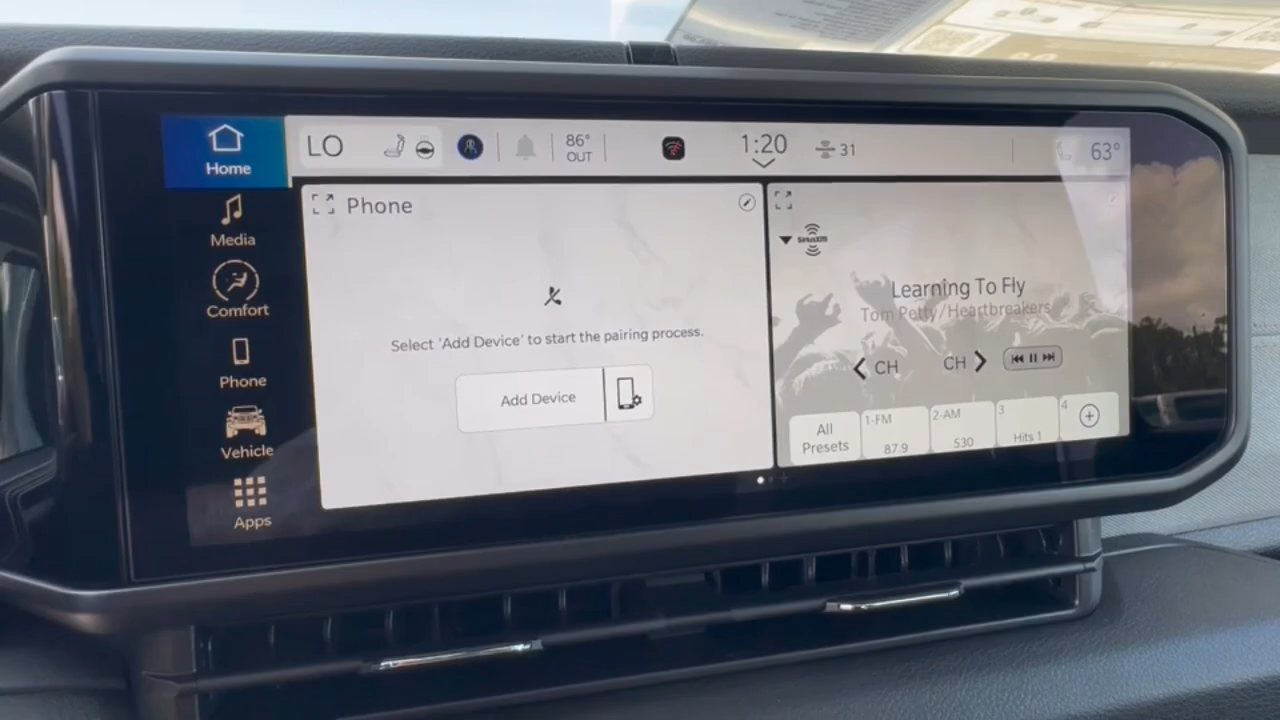 Home
LO
86°
OUT
1:20
31
63°
Media
Comfort
Phone
Vehicle
Apps
Phone
Select 'Add Device' to start the pairing process.
Add Device
SiriusXM
Learning To Fly
Tom Petty/Heartbreakers
CH
CH
All
Presets
1-FM
87.9
2-AM
530
3
Hits 1
4